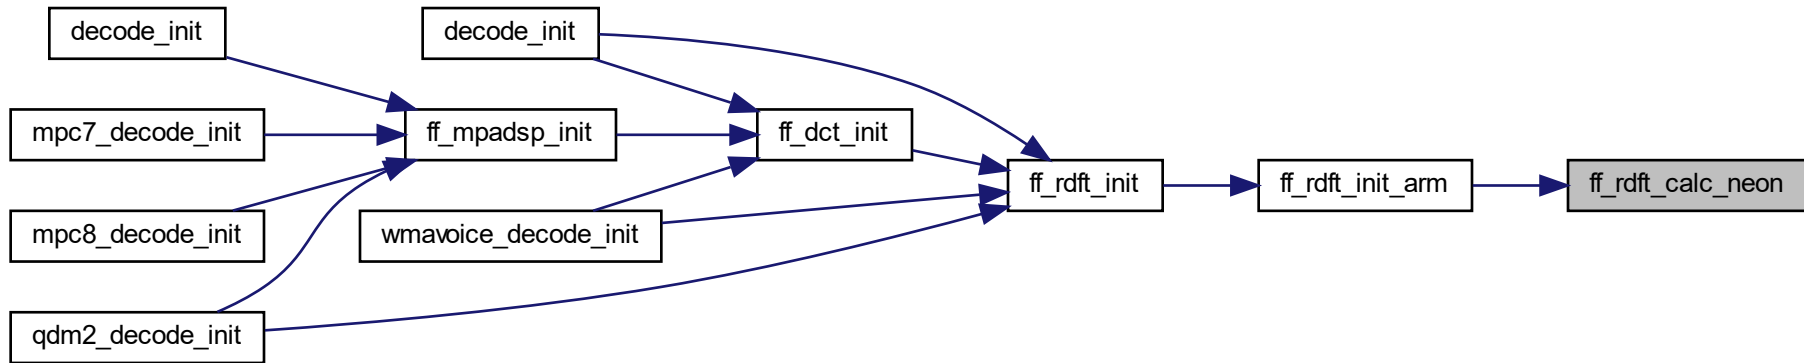 decode_init
decode_init
mpc7_decode_init
ff_mpadsp_init
ff_dct_init
ff_rdft_init
ff_rdft_init_arm
ff_rdft_calc_neon
mpc8_decode_init
wmavoice_decode_init
qdm2_decode_init